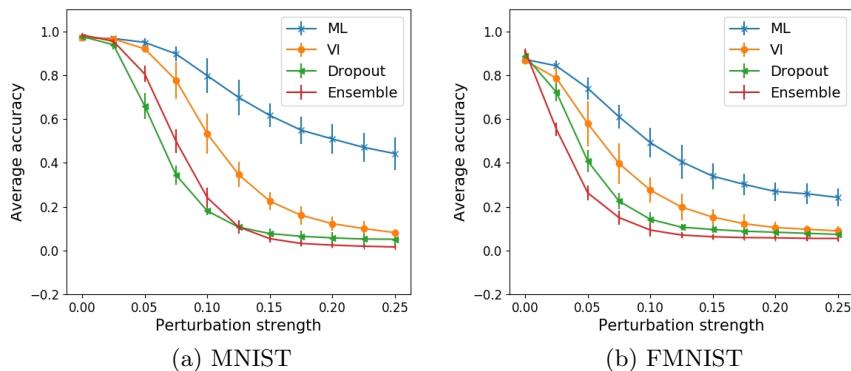 1.0
0.8
0.6
0.4
0.2
0.0
−0.2
Average accuracy
ML
VI
Dropout
Ensemble
0.00 0.05 0.10 0.15 0.20 0.25
Perturbation strength
(a) MNIST
1.0
0.8
0.6
0.4
0.2
0.0
−0.2
Average accuracy
ML
VI
Dropout
Ensemble
0.00 0.05 0.10 0.15 0.20 0.25
Perturbation strength
(b) FMNIST